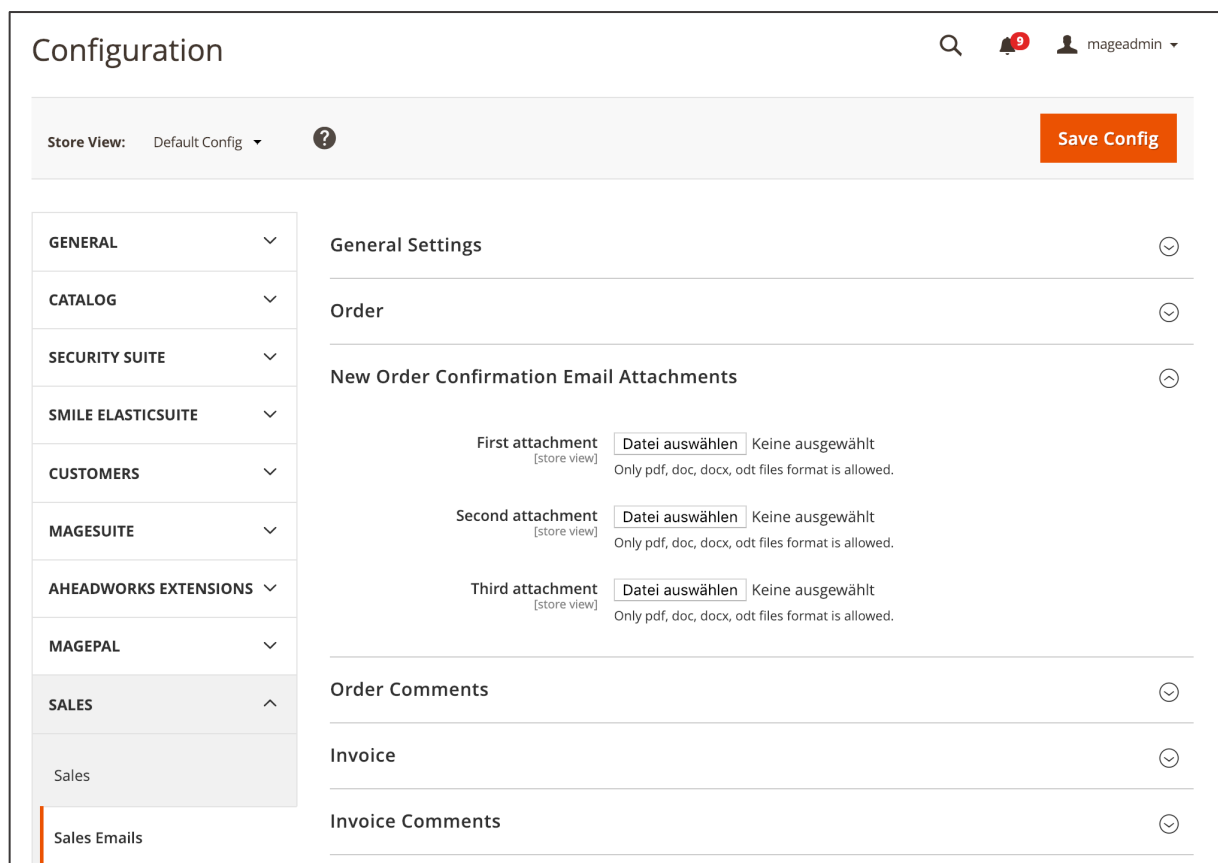 Configuration
9
mageadmin
Store View: Default Config
?
Save Config
GENERAL
CATALOG
SECURITY SUITE
SMILE ELASTICSUITE
CUSTOMERS
MAGESUITE
AHEADWORKS EXTENSIONS
MAGEPAL
SALES
Sales
Sales Emails
General Settings
Order
New Order Confirmation Email Attachments
First attachment Datei auswählen Keine ausgewählt
[store view]
Only pdf, doc, docx, odt files format is allowed.
Second attachment Datei auswählen Keine ausgewählt
[store view]
Only pdf, doc, docx, odt files format is allowed.
Third attachment Datei auswählen Keine ausgewählt
[store view]
Only pdf, doc, docx, odt files format is allowed.
Order Comments
Invoice
Invoice Comments